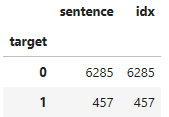 sentence idx
target
0 6285 6285
1 457 457